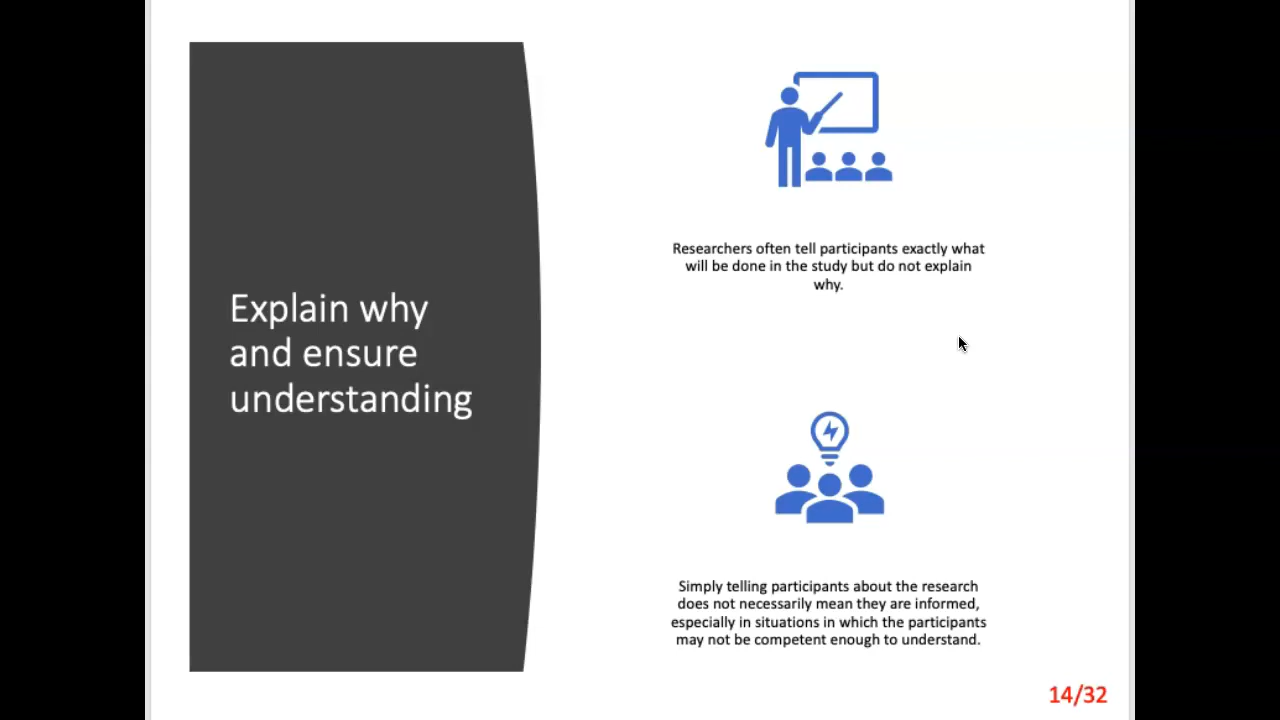 Explain why
and ensure
understanding
Researchers often tell participants exactly what
will be done in the study but do not explain
why.
Simply telling participants about the research
does not necessarily mean they are informed,
especially in situations in which the participants
may not be competent enough to understand.
14/32